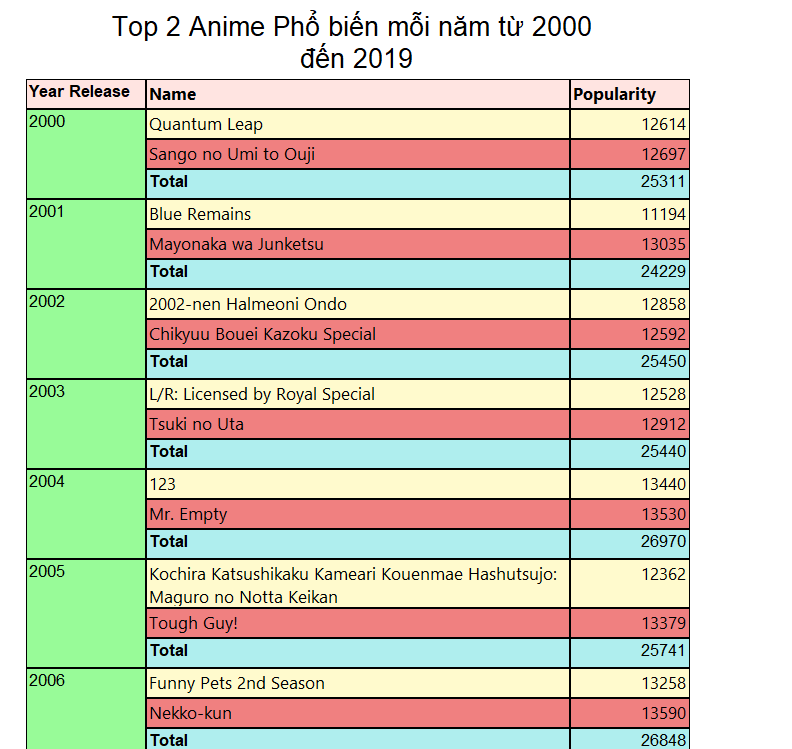 Top 2 Anime Phổ biến mỗi năm từ 2000
đến 2019
Year Release Name Popularity
2000 Quantum Leap 12614
Sango no Umi to Ouji 12697
Total 25311
2001 Blue Remains 11194
Mayonaka wa Junketsu 13035
Total 24229
2002 2002-nen Halmeoni Ondo 12858
Chikyuu Bouei Kazoku Special 12592
Total 25450
2003 L/R: Licensed by Royal Special 12528
Tsuki no Uta 12912
Total 25440
2004 123 13440
Mr. Empty 13530
Total 26970
2005 Kochira Katsushikaku Kameari Kouenmae Hashutsujo: 12362
Maguro no Notta Keikan
Tough Guy! 13379
Total 25741
2006 Funny Pets 2nd Season 13258
Nekko-kun 13590
Total 26848